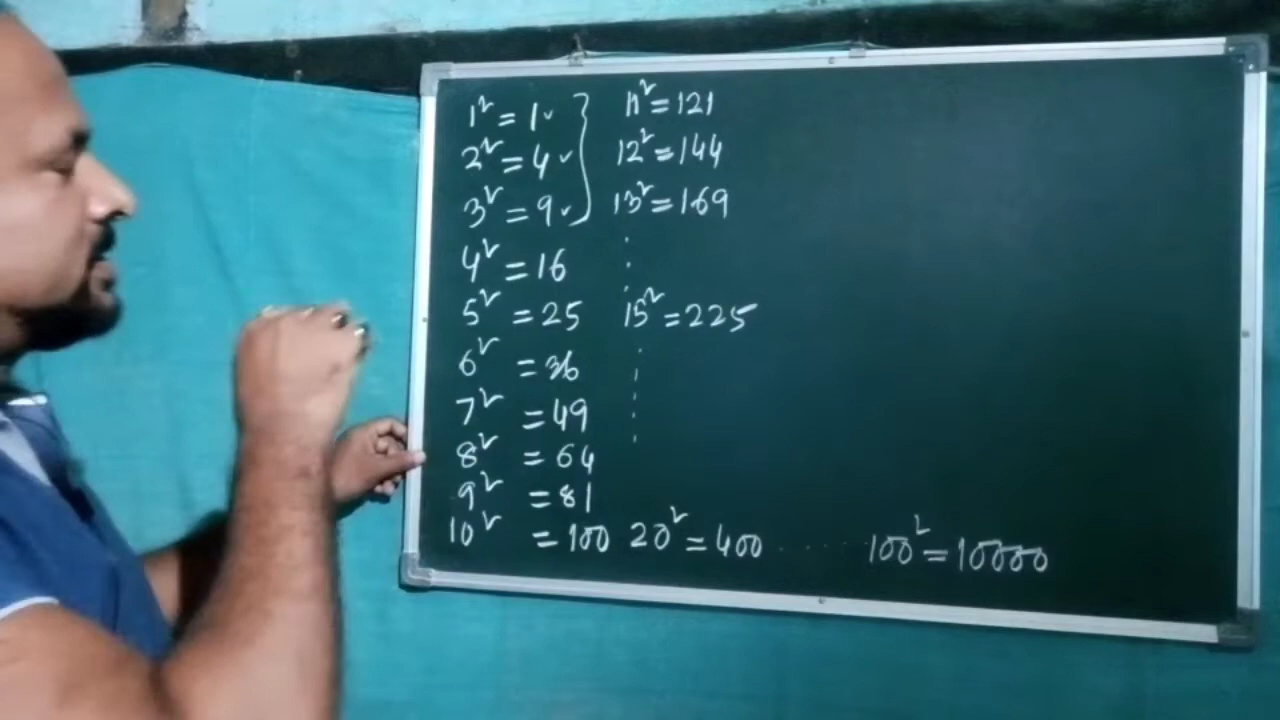 1² = 1 ✓ } 11² = 121
2² = 4 ✓ 12² = 144
3² = 9 ✓ 13² = 169
4² = 16 ⋮
5² = 25 15² = 225
6² = 36 ⋮
7² = 49 ⋮
8² = 64
9² = 81
10² = 100 20² = 400 ...... 100² = 10000